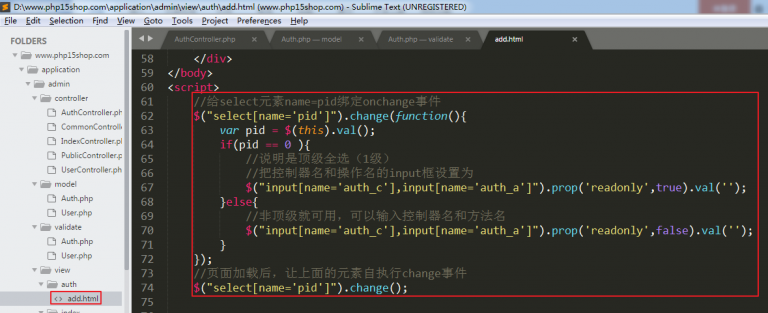 D:\www.php15shop.com\application\admin\view\auth\add.html (www.php15shop.com) - Sublime Text (UNREGISTERED)
File Edit Selection Find View Goto Tools Project Preferences Help
FOLDERS
www.php15shop.com
application
admin
controller
AuthController.ph
CommonController
IndexController.p
PublicController.p
UserController.ph
model
Auth.php
User.php
validate
Auth.php
User.php
view
auth
<> add.html
index
AuthController.php ×
Auth.php — model ×
Auth.php — validate ×
add.html ×
58 </div>
59 </body>
60 <script>
61 //给select元素name=pid绑定onchange事件
62 $("select[name='pid']").change(function(){
63 var pid = $(this).val();
64 if(pid == 0 ){
65 //说明是顶级全选（1级）
66 //把控制器名和操作名的input框设置为
67 $("input[name='auth_c'],input[name='auth_a']").prop('readonly',true).val('');
68 }else{
69 //非顶级就可用，可以输入控制器名和方法名
70 $("input[name='auth_c'],input[name='auth_a']").prop('readonly',false).val('');
71 }
72 });
73 //页面加载后，让上面的元素自执行change事件
74 $("select[name='pid']").change();